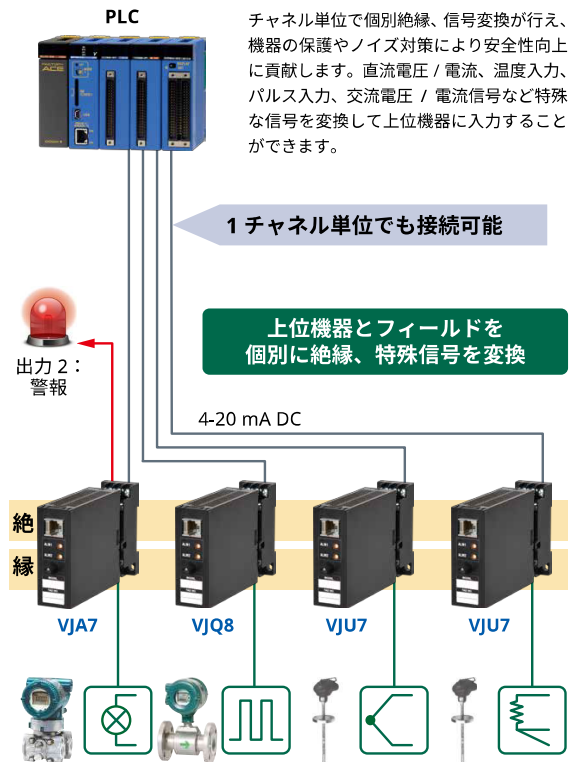 PLC
チャネル単位で個別絶縁、信号変換が行え、
機器の保護やノイズ対策により安全性向上
に貢献します。直流電圧 / 電流、温度入力、
パルス入力、交流電圧 / 電流信号など特殊
な信号を変換して上位機器に入力すること
ができます。
1 チャネル単位でも接続可能
上位機器とフィールドを
個別に絶縁、特殊信号を変換
出力 2：
警報
4-20 mA DC
絶
縁
VJA7
VJQ8
VJU7
VJU7